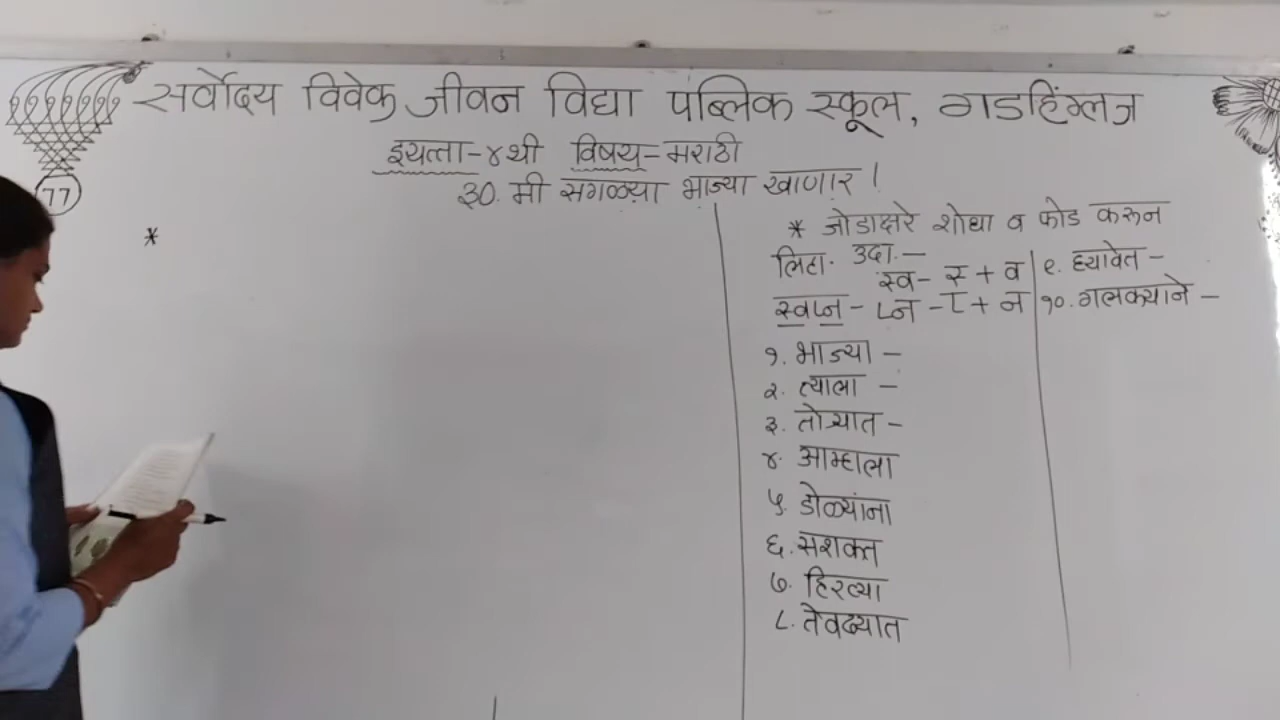 सर्वोदय विवेक जीवन विद्या पब्लिक स्कूल, गडहिंग्लज
इयत्ता-४थी विषय-मराठी
३०. मी सगळ्या भाज्या खाणार !
77
*
* जोडाक्षरे शोधा व फोड करून
लिहा. उदा.-
स्व- स् + व
स्वप्न - प्न - प् + न
१. भाज्या -
२. त्याला -
३. तोऱ्यात -
४. आम्हाला
५. डोळ्यांना
६. सशक्त
७. हिरव्या
८. तेवढ्यात
९. घ्यावेत -
१०. गलक्याने -